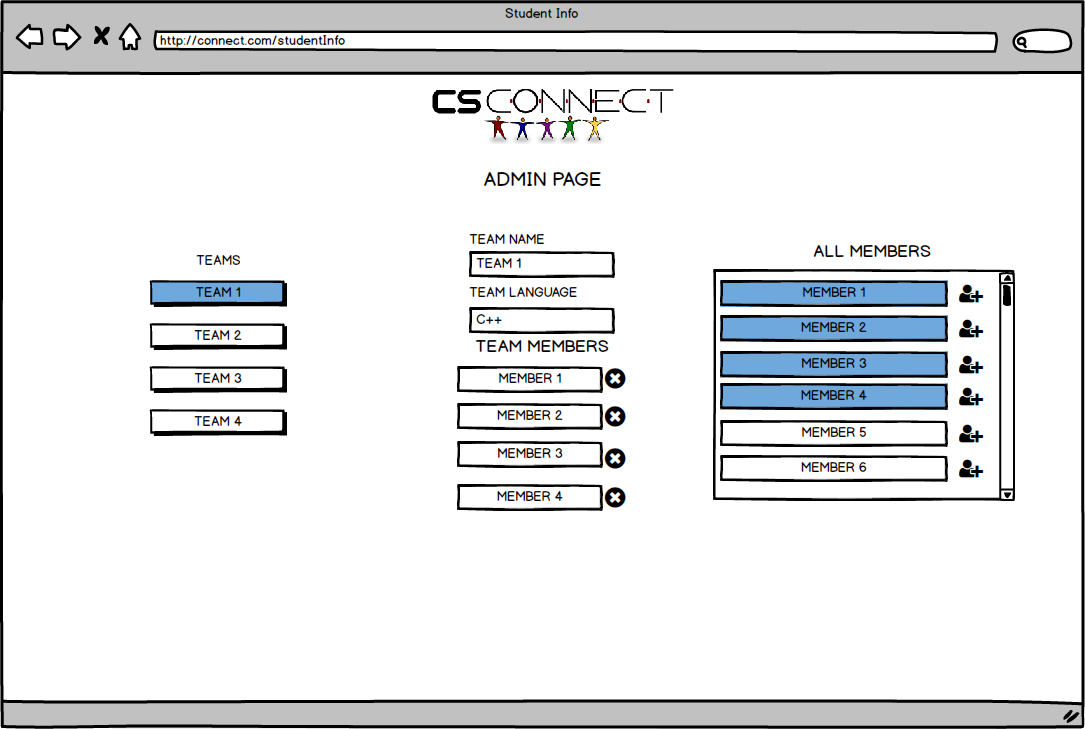 Student Info
http://connect.com/studentInfo
CS CONNECT
ADMIN PAGE
TEAMS
TEAM 1
TEAM 2
TEAM 3
TEAM 4
TEAM NAME
TEAM 1
TEAM LANGUAGE
C++
TEAM MEMBERS
MEMBER 1
MEMBER 2
MEMBER 3
MEMBER 4
ALL MEMBERS
MEMBER 1
MEMBER 2
MEMBER 3
MEMBER 4
MEMBER 5
MEMBER 6